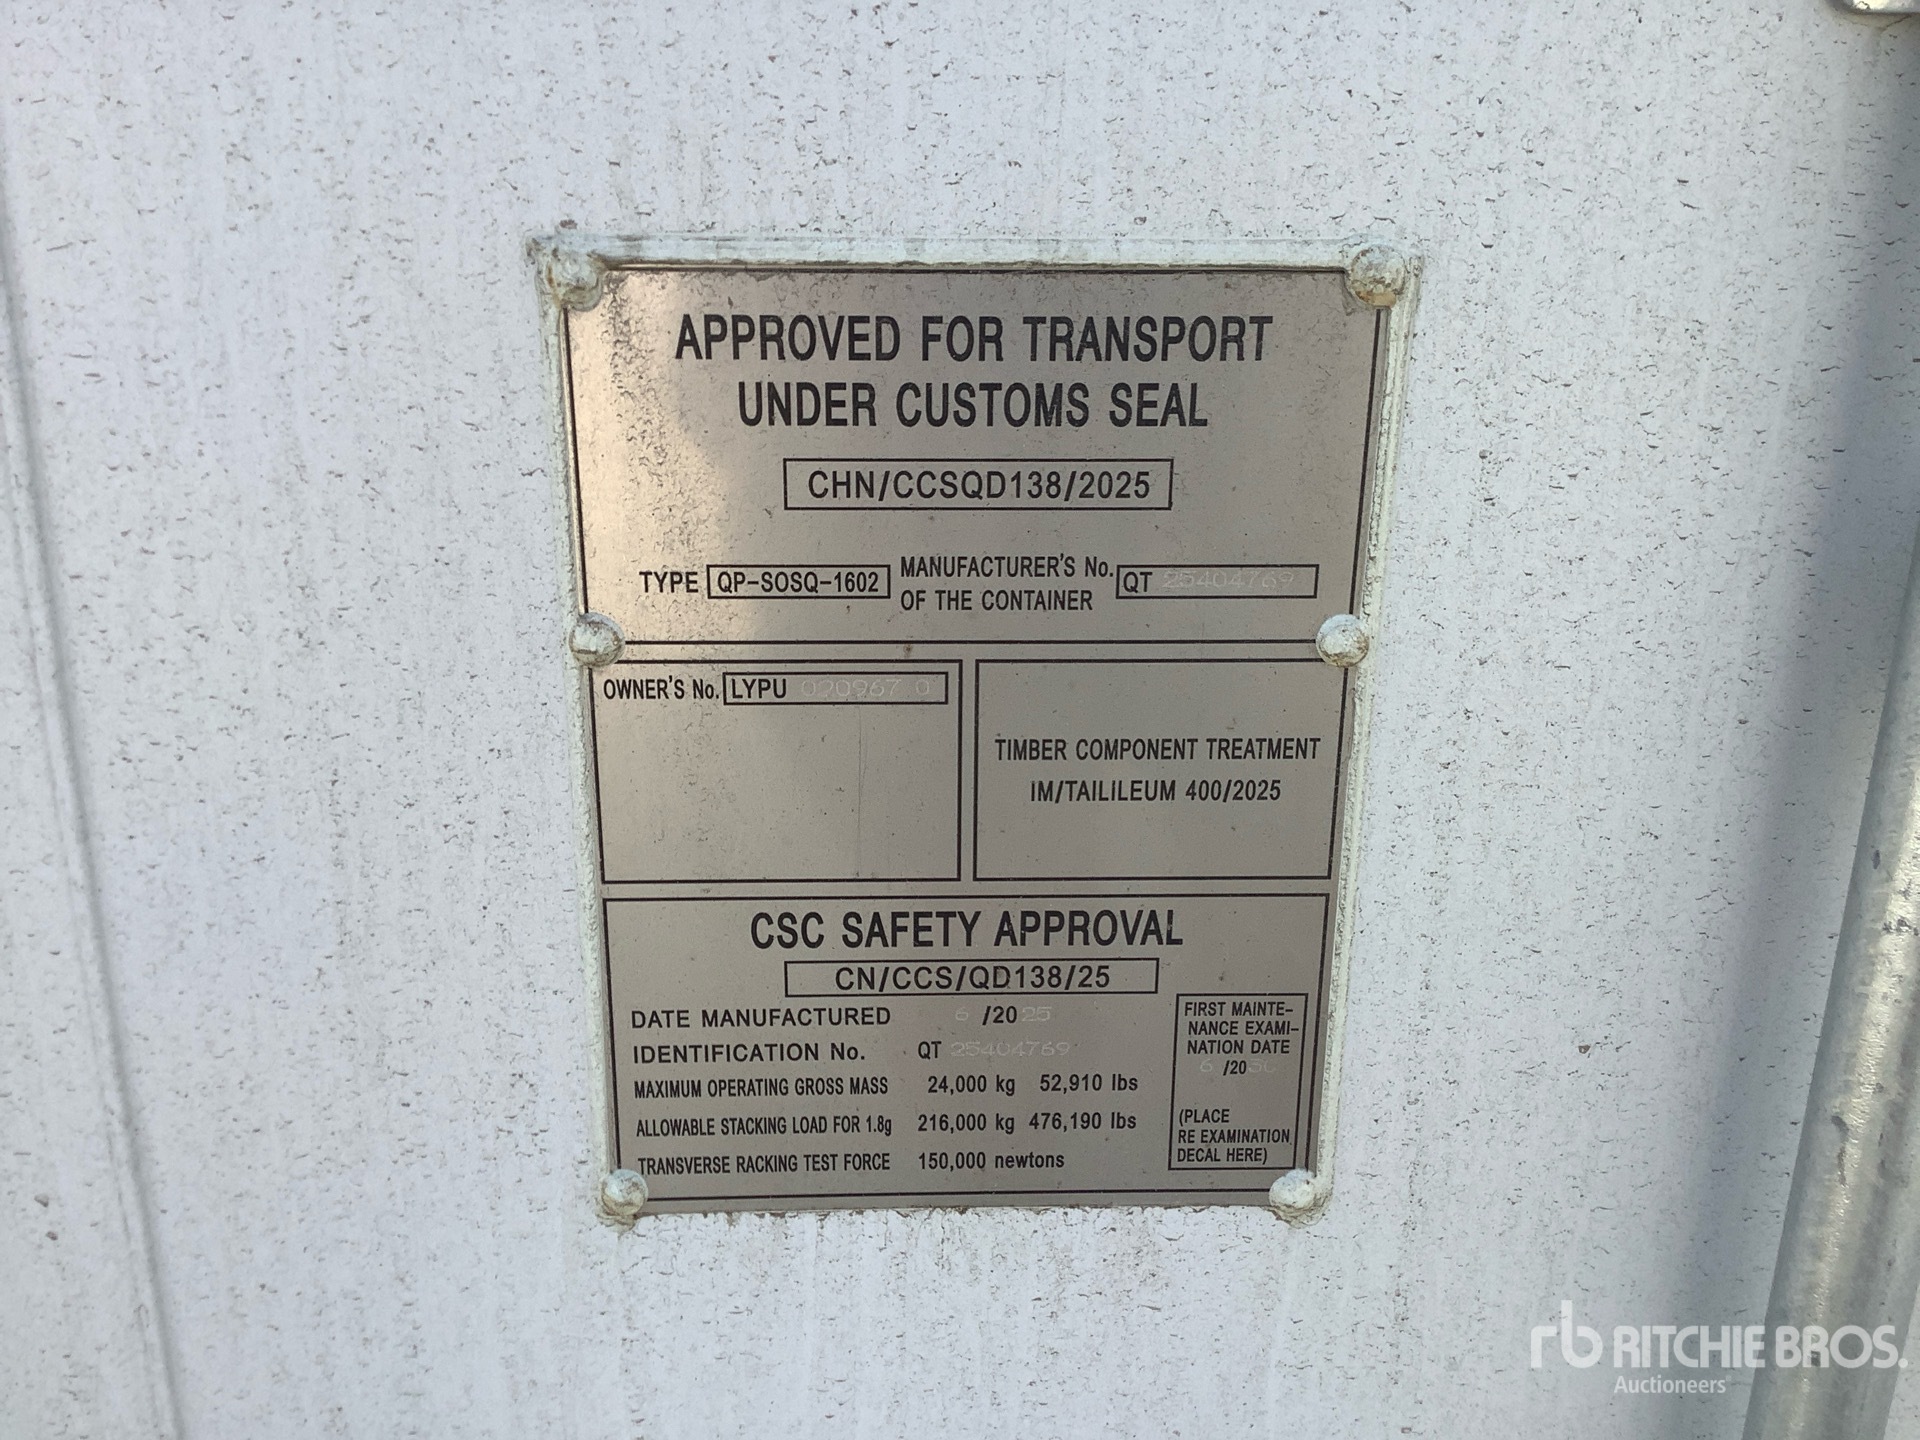 APPROVED FOR TRANSPORT
UNDER CUSTOMS SEAL
CHN/CCSQD138/2025
TYPE QP-SOSQ-1602 MANUFACTURER'S No. OF THE CONTAINER QT 25404769
OWNER'S No. LYPU 020967 0
TIMBER COMPONENT TREATMENT
IM/TAILILEUM 400/2025
CSC SAFETY APPROVAL
CN/CCS/QD138/25
DATE MANUFACTURED 6 /2025
IDENTIFICATION No. QT 25404769
MAXIMUM OPERATING GROSS MASS 24,000 kg 52,910 lbs
ALLOWABLE STACKING LOAD FOR 1.8g 216,000 kg 476,190 lbs
TRANSVERSE RACKING TEST FORCE 150,000 newtons
FIRST MAINTE-
NANCE EXAMI-
NATION DATE
6 /2030
(PLACE
RE EXAMINATION
DECAL HERE)
rb RITCHIE BROS.
Auctioneers